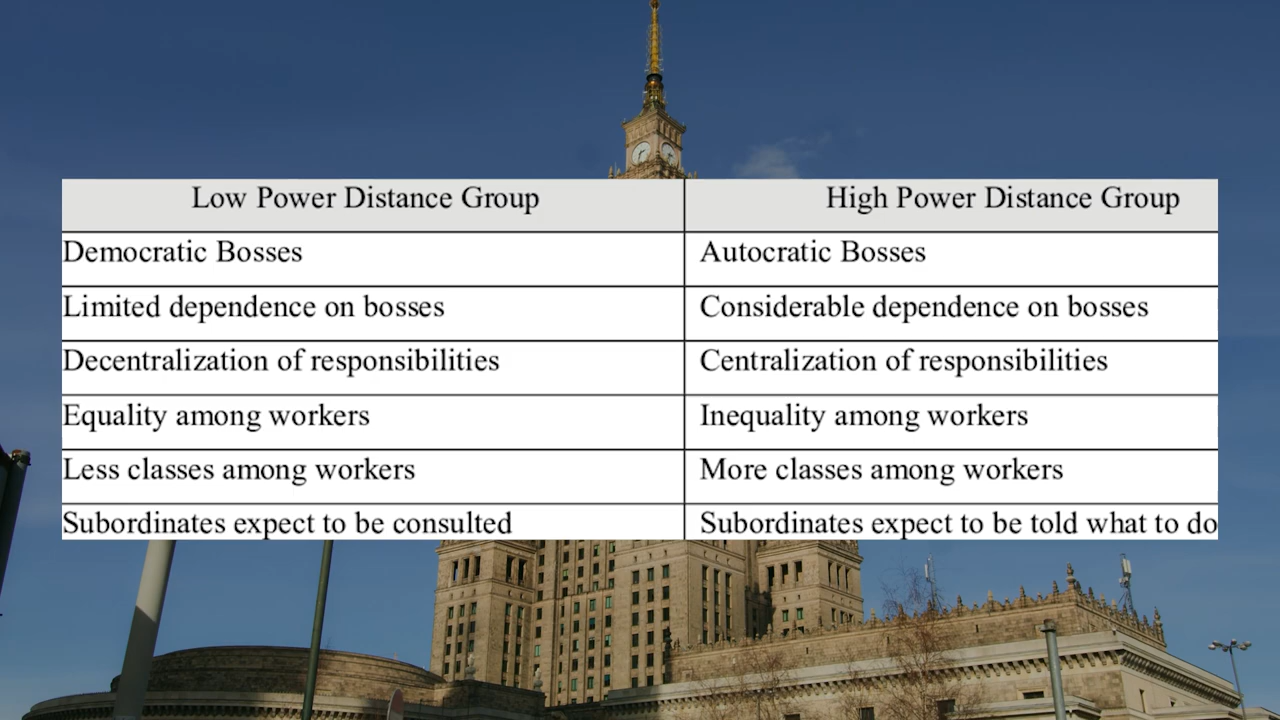 Low Power Distance Group High Power Distance Group
Democratic Bosses Autocratic Bosses
Limited dependence on bosses Considerable dependence on bosses
Decentralization of responsibilities Centralization of responsibilities
Equality among workers Inequality among workers
Less classes among workers More classes among workers
Subordinates expect to be consulted Subordinates expect to be told what to do